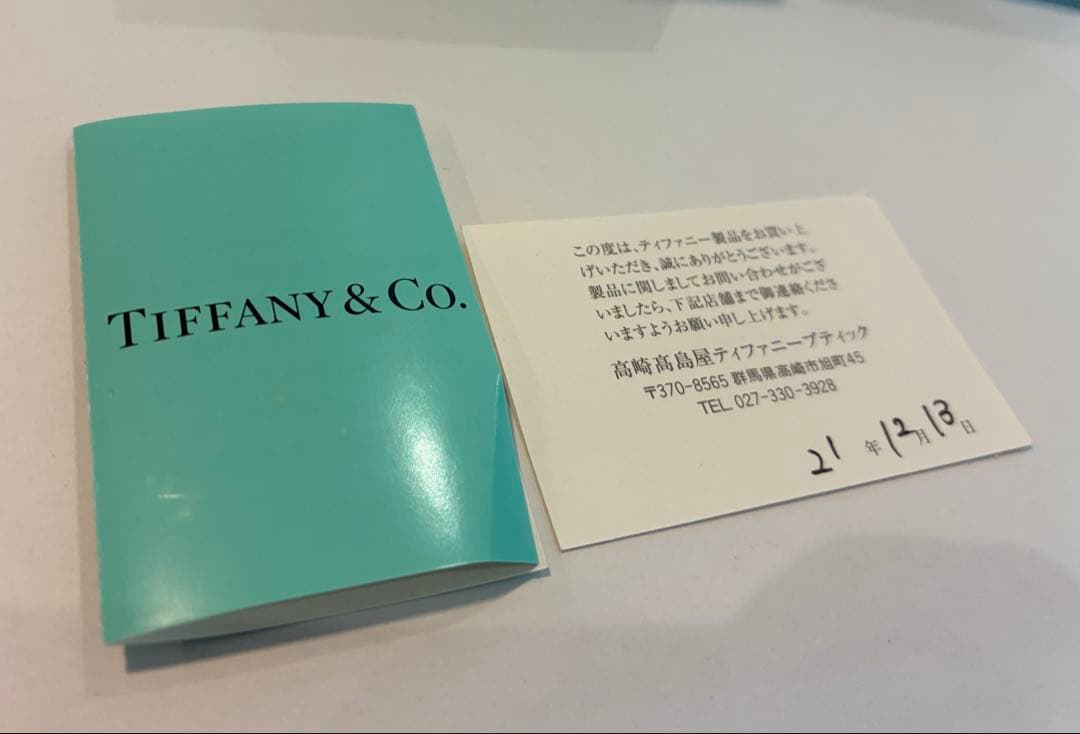 TIFFANY & CO.
この度は、ティファニー製品をお買い上
げいただき、誠にありがとうございます。
製品に関しましてお問い合わせがござ
いましたら、下記店舗まで御連絡くださ
いますようお願い申し上げます。
高崎髙島屋ティファニーブティック
〒370-8565 群馬県高崎市旭町45
TEL. 027-330-3928
21 年 12 月 13 日